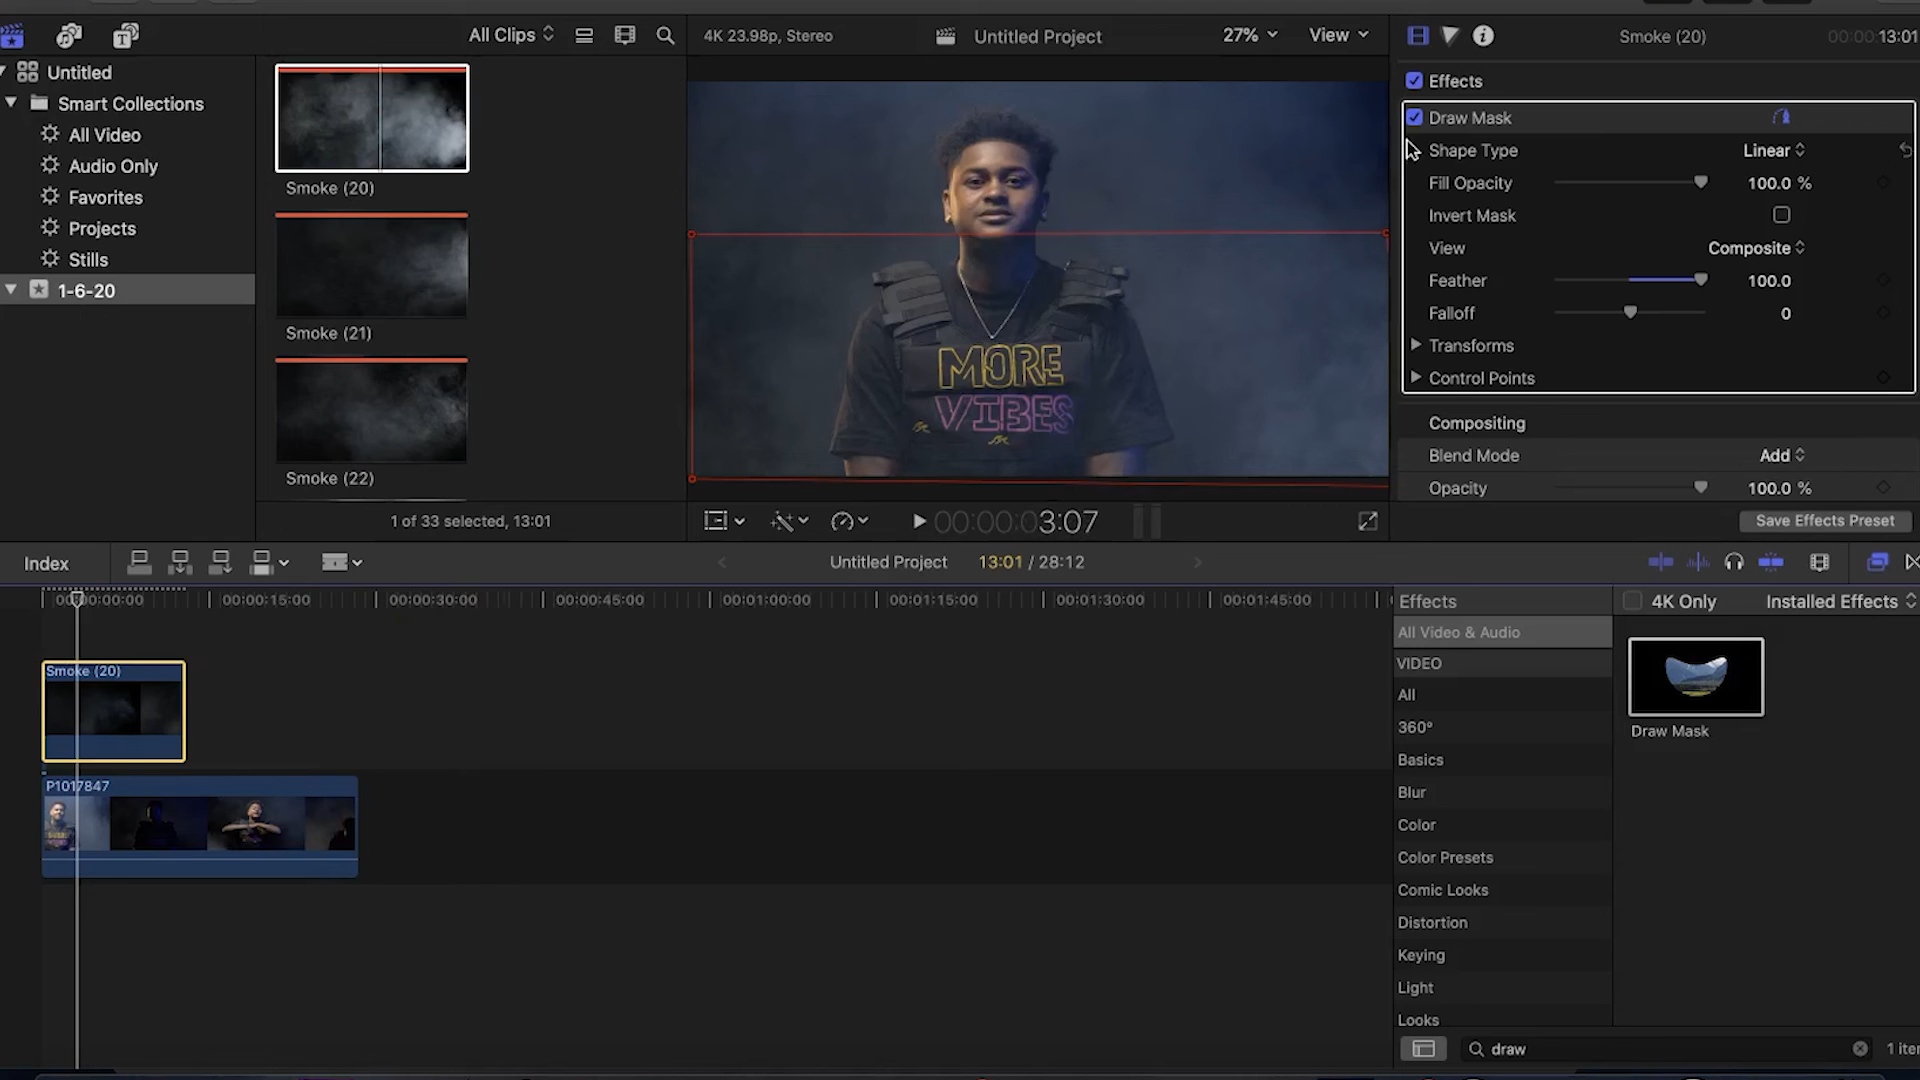 All Clips
4K 23.98p, Stereo
Untitled Project
27%
View
Smoke (20)
00:00:13:01
Untitled
Smart Collections
All Video
Audio Only
Favorites
Projects
Stills
1-6-20
Smoke (20)
Smoke (21)
Smoke (22)
1 of 33 selected, 13:01
MORE
VIBES
00:00:03:07
Effects
Draw Mask
Shape Type
Linear
Fill Opacity
100.0 %
Invert Mask
View
Composite
Feather
100.0
Falloff
0
Transforms
Control Points
Compositing
Blend Mode
Add
Opacity
100.0 %
Save Effects Preset
Index
Untitled Project
13:01 / 28:12
00:00:00:00
00:00:15:00
00:00:30:00
00:00:45:00
00:01:00:00
00:01:15:00
00:01:30:00
00:01:45:00
Smoke (20)
P1017847
Effects
4K Only
Installed Effects
All Video & Audio
VIDEO
All
360°
Basics
Blur
Color
Color Presets
Comic Looks
Distortion
Keying
Light
Looks
Draw Mask
draw
1 item